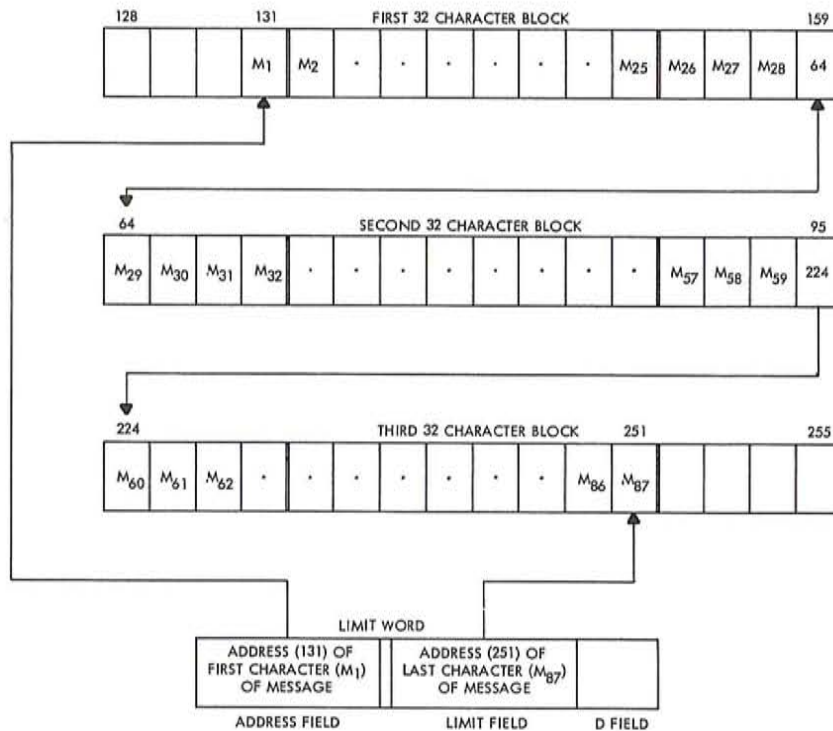 FIRST 32 CHARACTER BLOCK
128 131 159
M1 M2 · · · · · · M25 M26 M27 M28 64
SECOND 32 CHARACTER BLOCK
64 95
M29 M30 M31 M32 · · · · · · · · M57 M58 M59 224
THIRD 32 CHARACTER BLOCK
224 251 255
M60 M61 M62 · · · · · · · M86 M87
LIMIT WORD
ADDRESS (131) OF
FIRST CHARACTER (M1)
OF MESSAGE
ADDRESS (251) OF
LAST CHARACTER (M87)
OF MESSAGE
ADDRESS FIELD LIMIT FIELD D FIELD